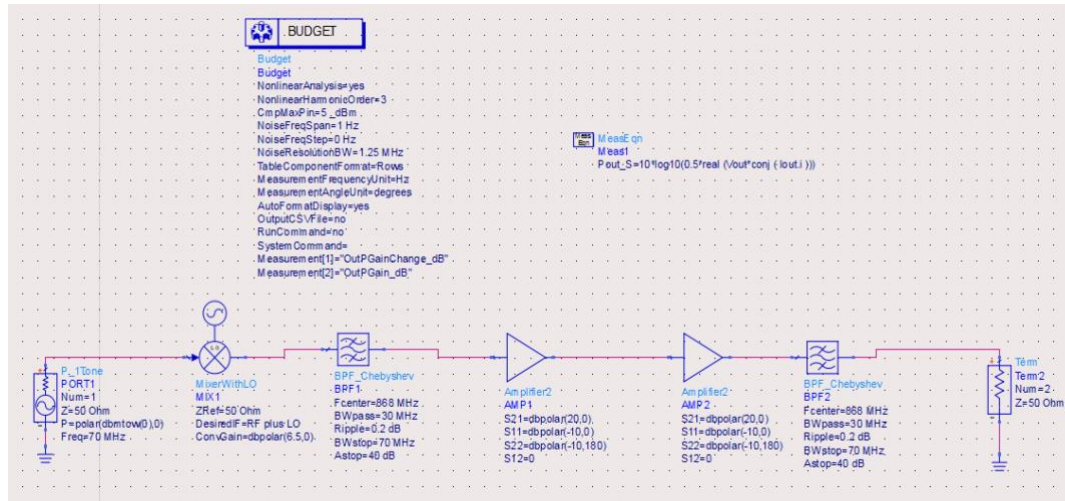 BUDGET
Budget
Budget
NonlinearAnalysis=yes
NonlinearHarmonicOrder=3
CmpMaxPin=5_dBm
NoiseFreqSpan=1 Hz
NoiseFreqStep=0 Hz
NoiseResolutionBW=1.25 MHz
TableComponentFormat=Rows
MeasurementFrequencyUnit=Hz
MeasurementAngleUnit=degrees
AutoFormatDisplay=yes
OutputCSVFile=no
RunCommand=no
SystemCommand=
Measurement[1]="OutPGainChange_dB"
Measurement[2]="OutPGain_dB"
Meas
Eqn
MeasEqn
Meas1
Pout_S=10*log10(0.5*real (Vout*conj ( Iout.i )))
P_1Tone
PORT1
Num=1
Z=50 Ohm
P=polar(dbmtow(0),0)
Freq=70 MHz
LO
MixerWithLO
MIX1
ZRef=50 Ohm
DesiredIF=RF plus LO
ConvGain=dbpolar(6.5,0)
BPF_Chebyshev
BPF1
Fcenter=868 MHz
BWpass=30 MHz
Ripple=0.2 dB
BWstop=70 MHz
Astop=40 dB
Amplifier2
AMP1
S21=dbpolar(20,0)
S11=dbpolar(-10,0)
S22=dbpolar(-10,180)
S12=0
Amplifier2
AMP2
S21=dbpolar(20,0)
S11=dbpolar(-10,0)
S22=dbpolar(-10,180)
S12=0
BPF_Chebyshev
BPF2
Fcenter=868 MHz
BWpass=30 MHz
Ripple=0.2 dB
BWstop=70 MHz
Astop=40 dB
Term
Term2
Num=2
Z=50 Ohm